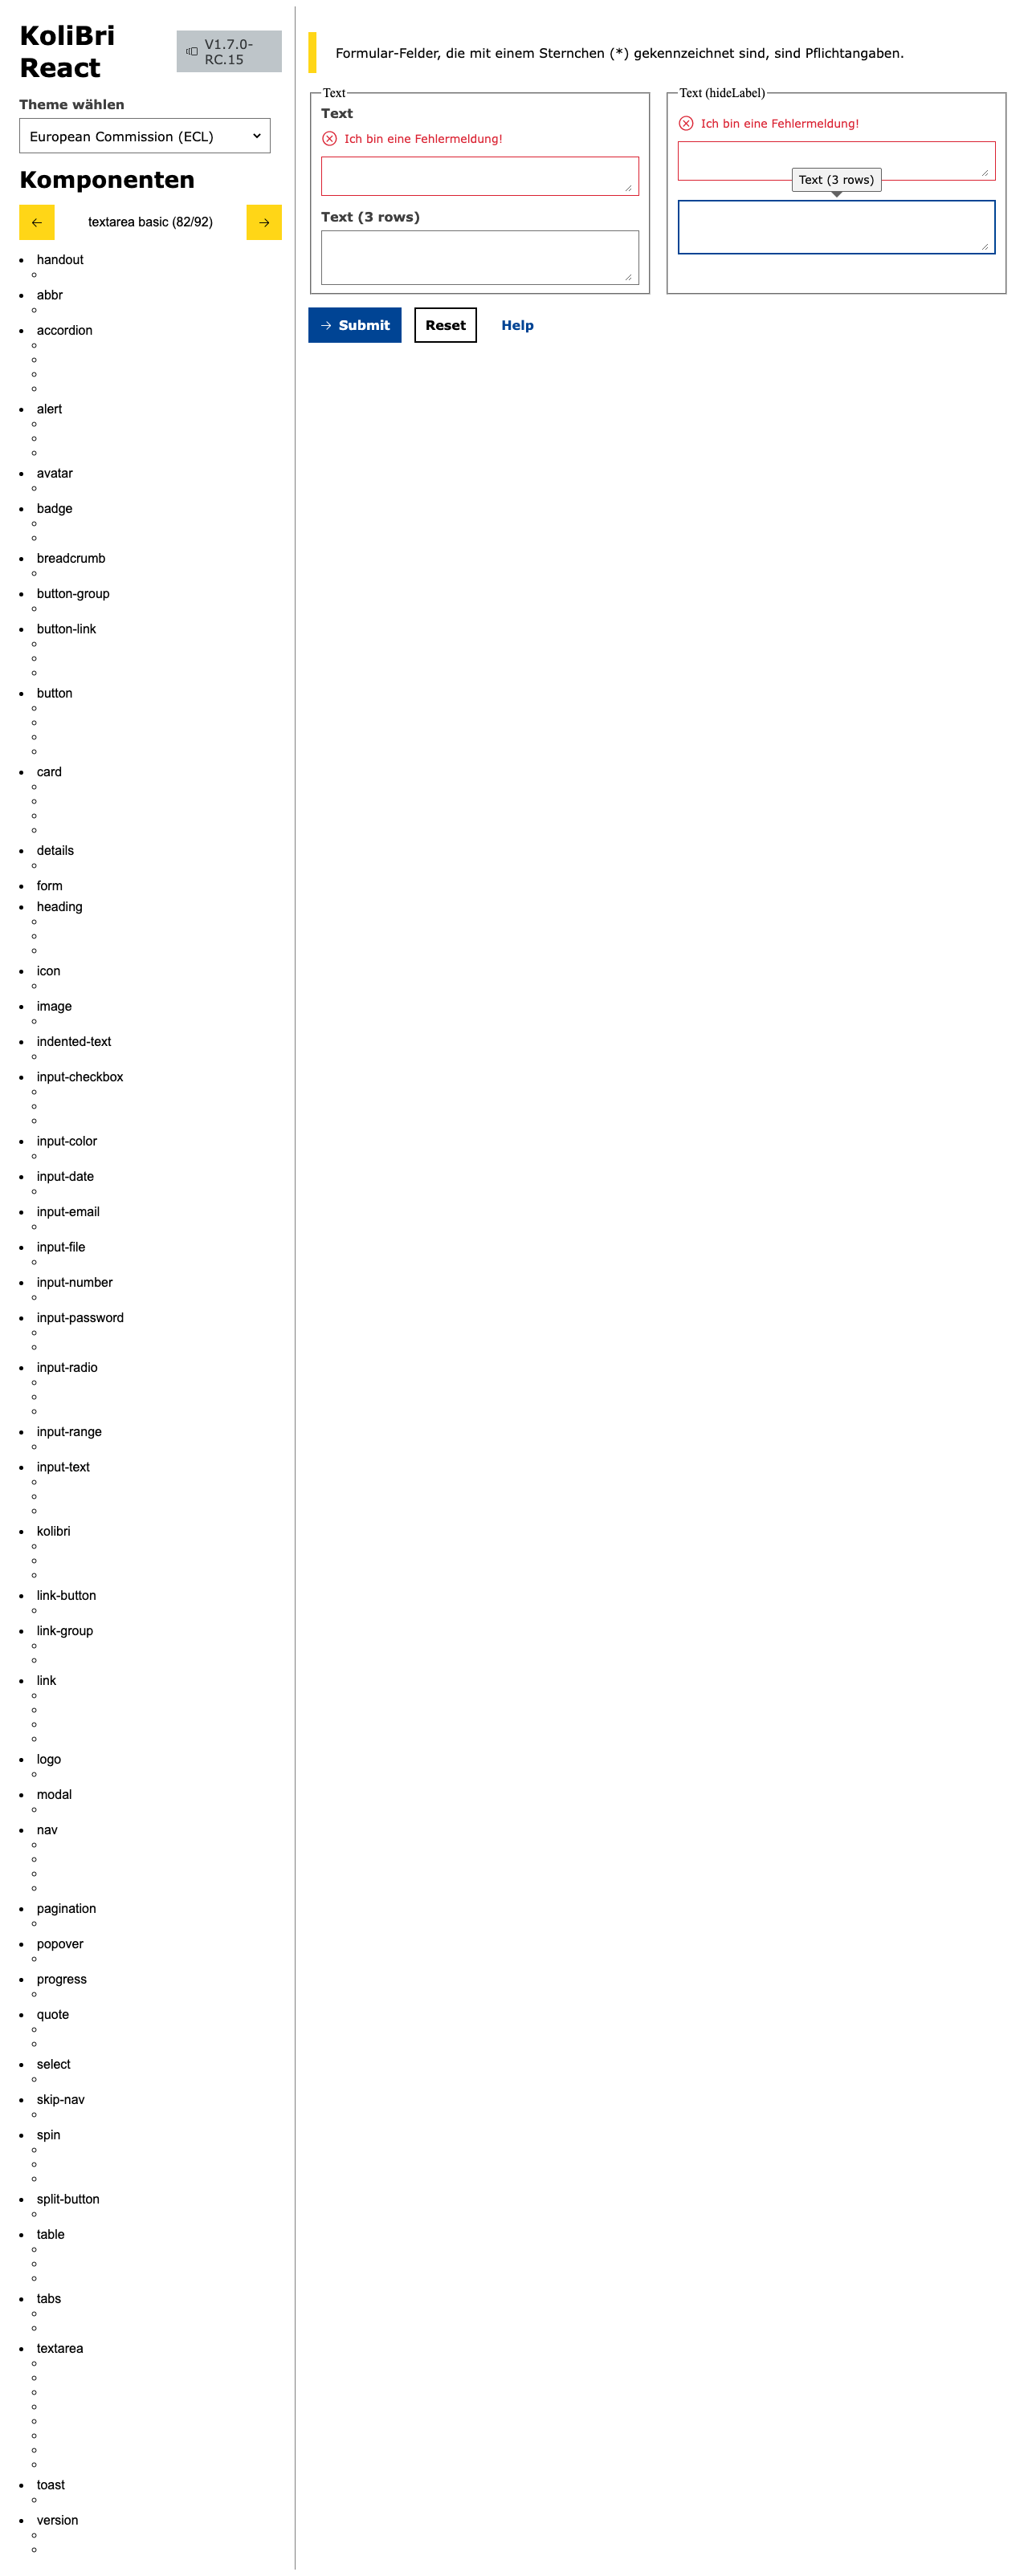 KoliBri
React
V1.7.0-
RC.15
Theme wählen
European Commission (ECL)
Komponenten
textarea basic (82/92)
handout
abbr
accordion
alert
avatar
badge
breadcrumb
button-group
button-link
button
card
details
form
heading
icon
image
indented-text
input-checkbox
input-color
input-date
input-email
input-file
input-number
input-password
input-radio
input-range
input-text
kolibri
link-button
link-group
link
logo
modal
nav
pagination
popover
progress
quote
select
skip-nav
spin
split-button
table
tabs
textarea
toast
version
Formular-Felder, die mit einem Sternchen (*) gekennzeichnet sind, sind Pflichtangaben.
Text
Text
Ich bin eine Fehlermeldung!
Text (3 rows)
Text (hideLabel)
Ich bin eine Fehlermeldung!
Text (3 rows)
Submit
Reset
Help